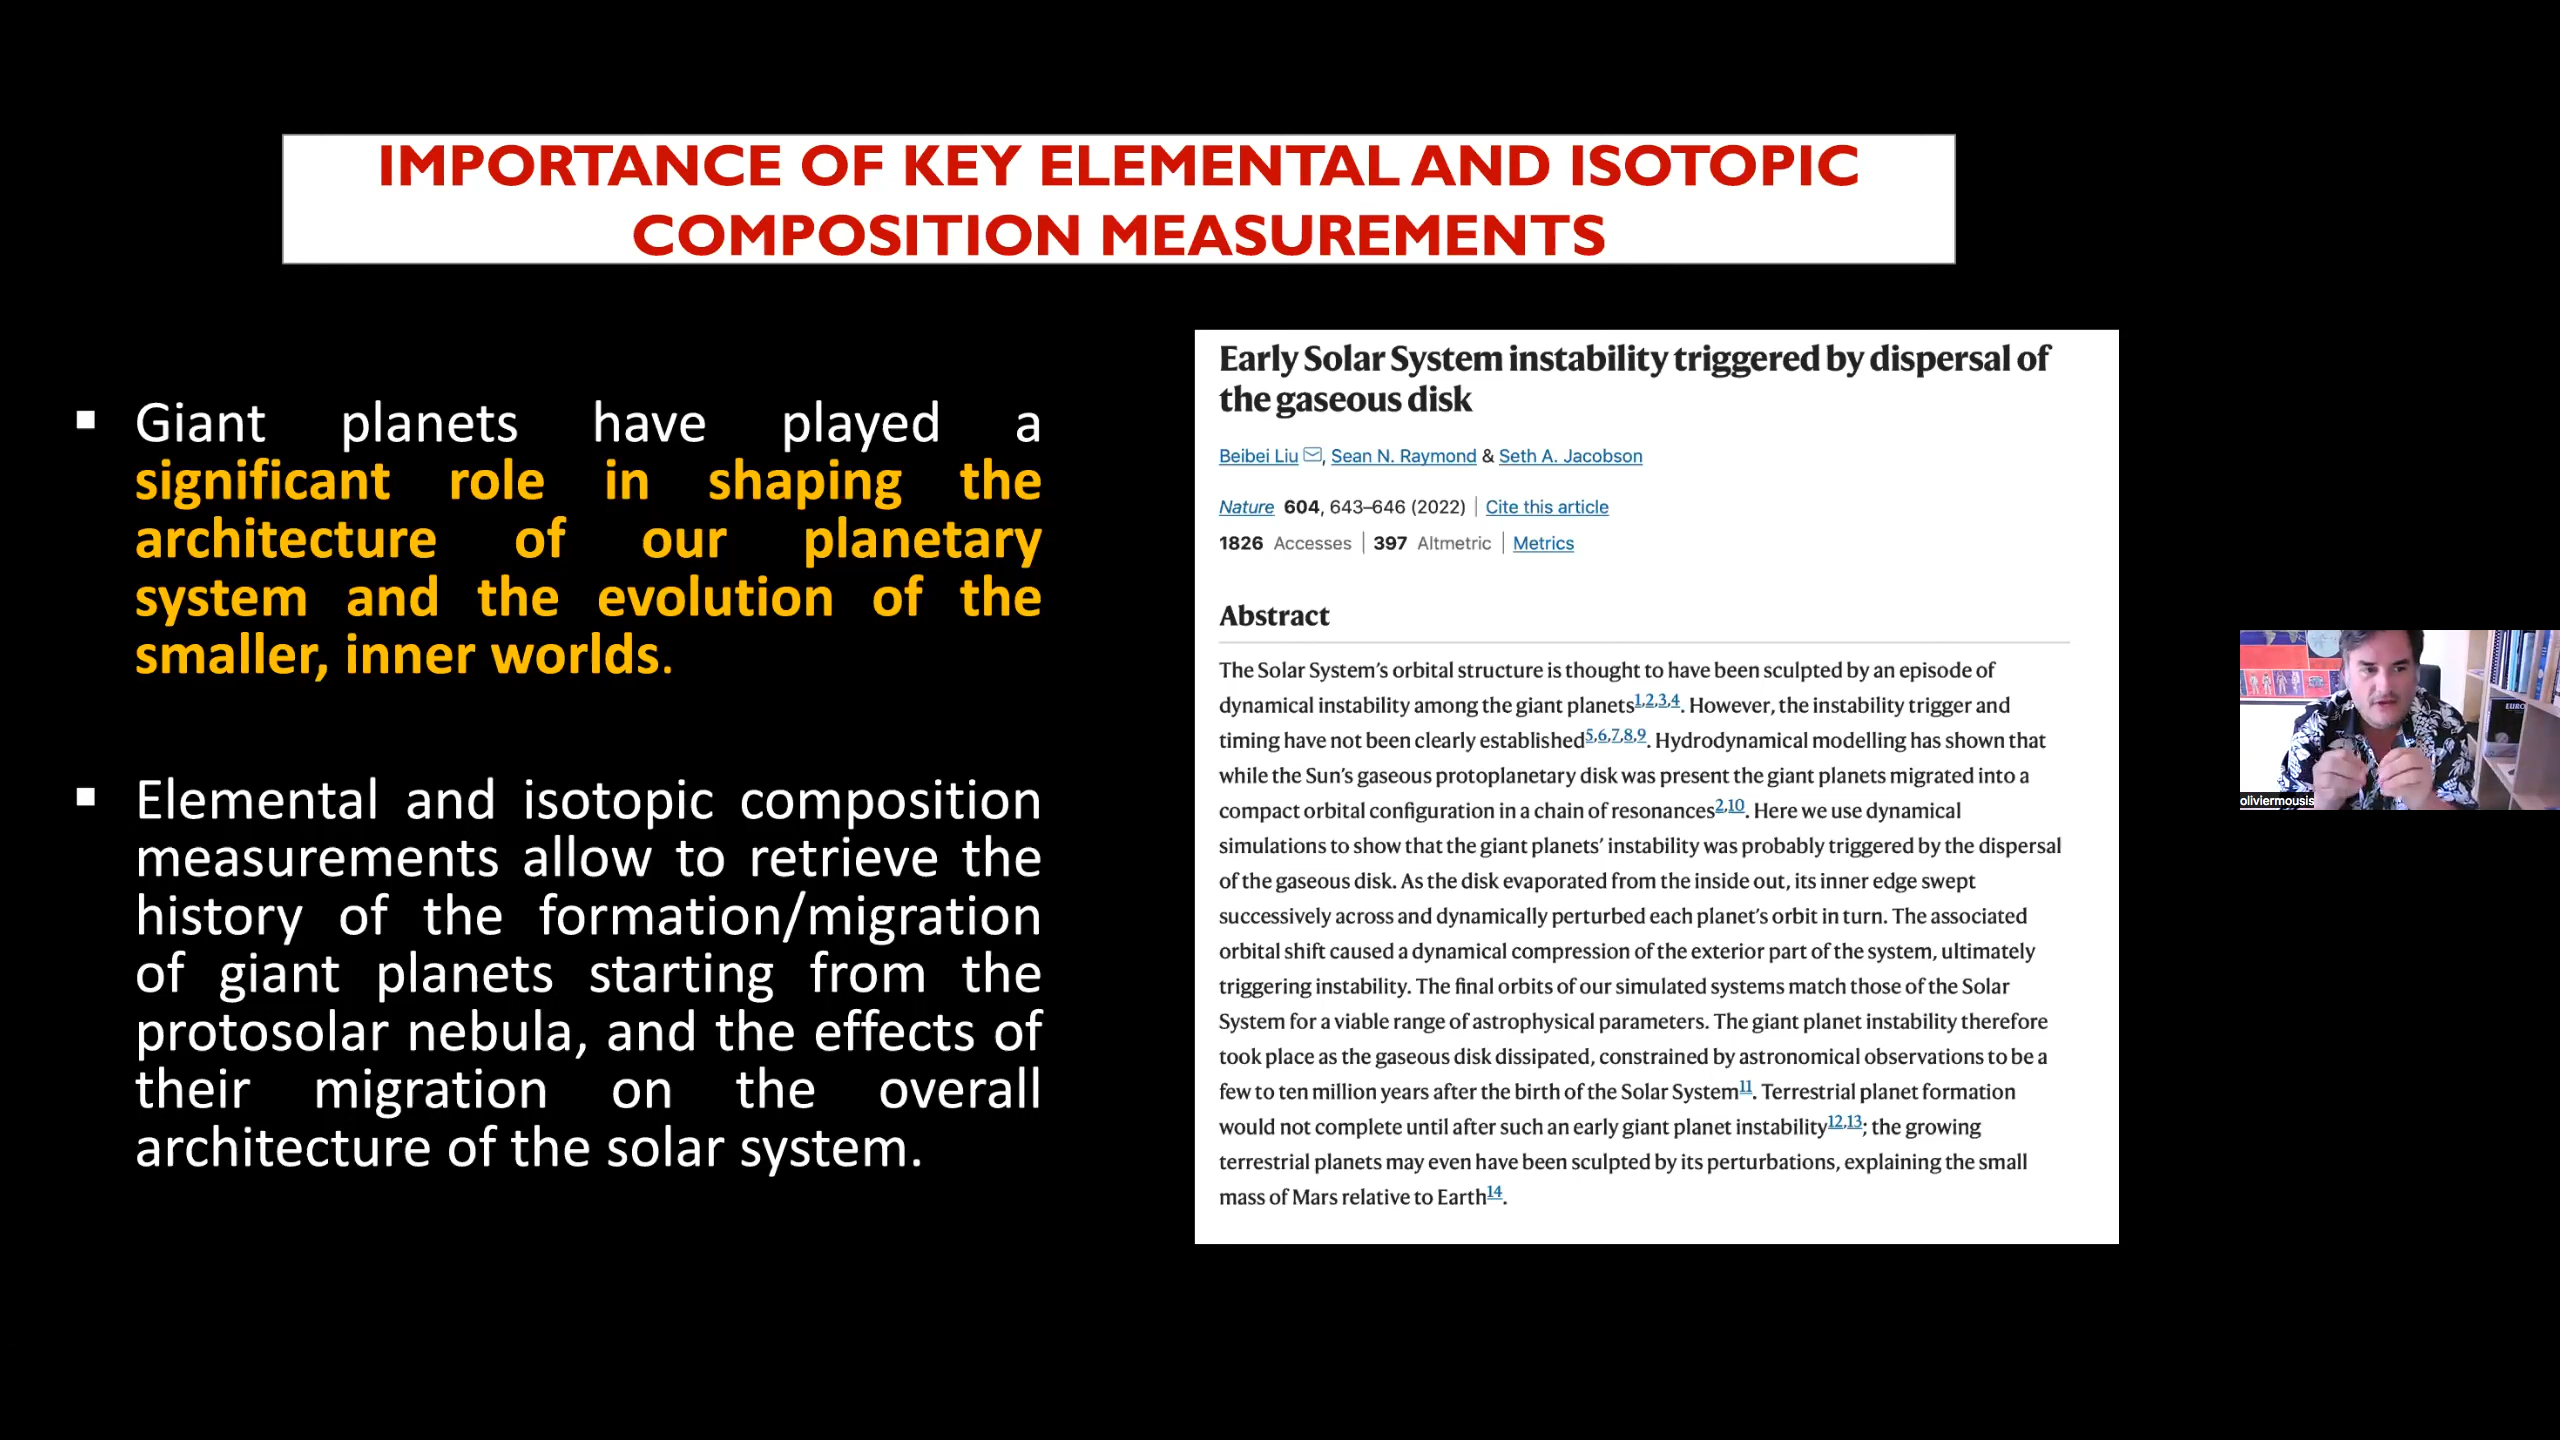 IMPORTANCE OF KEY ELEMENTAL AND ISOTOPIC
COMPOSITION MEASUREMENTS
▪ Giant planets have played a
significant role in shaping the
architecture of our planetary
system and the evolution of the
smaller, inner worlds.
▪ Elemental and isotopic composition
measurements allow to retrieve the
history of the formation/migration
of giant planets starting from the
protosolar nebula, and the effects of
their migration on the overall
architecture of the solar system.
Early Solar System instability triggered by dispersal of
the gaseous disk
Beibei Liu, Sean N. Raymond & Seth A. Jacobson
Nature 604, 643–646 (2022) | Cite this article
1826 Accesses | 397 Altmetric | Metrics
Abstract
The Solar System’s orbital structure is thought to have been sculpted by an episode of
dynamical instability among the giant planets1,2,3,4. However, the instability trigger and
timing have not been clearly established5,6,7,8,9. Hydrodynamical modelling has shown that
while the Sun’s gaseous protoplanetary disk was present the giant planets migrated into a
compact orbital configuration in a chain of resonances2,10. Here we use dynamical
simulations to show that the giant planets’ instability was probably triggered by the dispersal
of the gaseous disk. As the disk evaporated from the inside out, its inner edge swept
successively across and dynamically perturbed each planet’s orbit in turn. The associated
orbital shift caused a dynamical compression of the exterior part of the system, ultimately
triggering instability. The final orbits of our simulated systems match those of the Solar
System for a viable range of astrophysical parameters. The giant planet instability therefore
took place as the gaseous disk dissipated, constrained by astronomical observations to be a
few to ten million years after the birth of the Solar System11. Terrestrial planet formation
would not complete until after such an early giant planet instability12,13; the growing
terrestrial planets may even have been sculpted by its perturbations, explaining the small
mass of Mars relative to Earth14.
EURO
oliviermousis